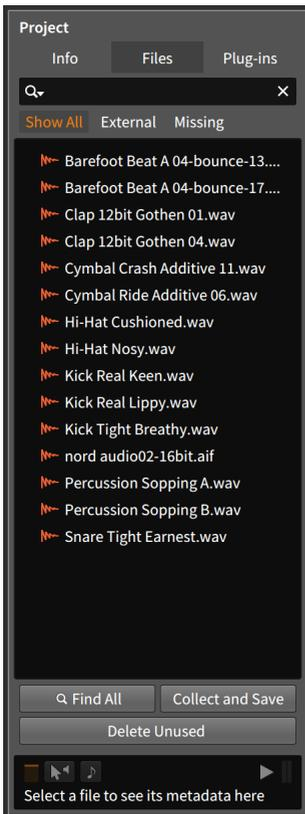 Project
Info Files Plug-ins
Show All External Missing
Barefoot Beat A 04-bounce-13....
Barefoot Beat A 04-bounce-17....
Clap 12bit Gothen 01.wav
Clap 12bit Gothen 04.wav
Cymbal Crash Additive 11.wav
Cymbal Ride Additive 06.wav
Hi-Hat Cushioned.wav
Hi-Hat Nosy.wav
Kick Real Keen.wav
Kick Real Lippy.wav
Kick Tight Breathy.wav
nord audio02-16bit.aif
Percussion Sopping A.wav
Percussion Sopping B.wav
Snare Tight Earnest.wav
Find All Collect and Save
Delete Unused
Select a file to see its metadata here